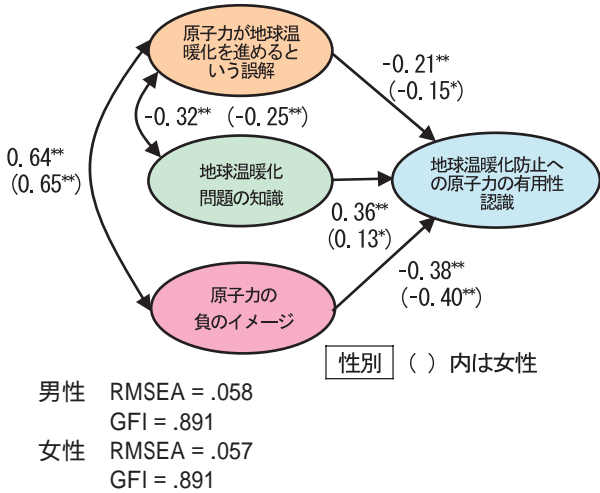 原子力が地球温
暖化を進めると
いう誤解
-0.21**
(-0.15*)
-0.32** (-0.25**)
0.64**
(0.65**)
地球温暖化
問題の知識
地球温暖化防止へ
の原子力の有用性
認識
0.36**
(0.13*)
-0.38**
(-0.40**)
原子力の
負のイメージ
性別 ( ) 内は女性
男性 RMSEA = .058
GFI = .891
女性 RMSEA = .057
GFI = .891